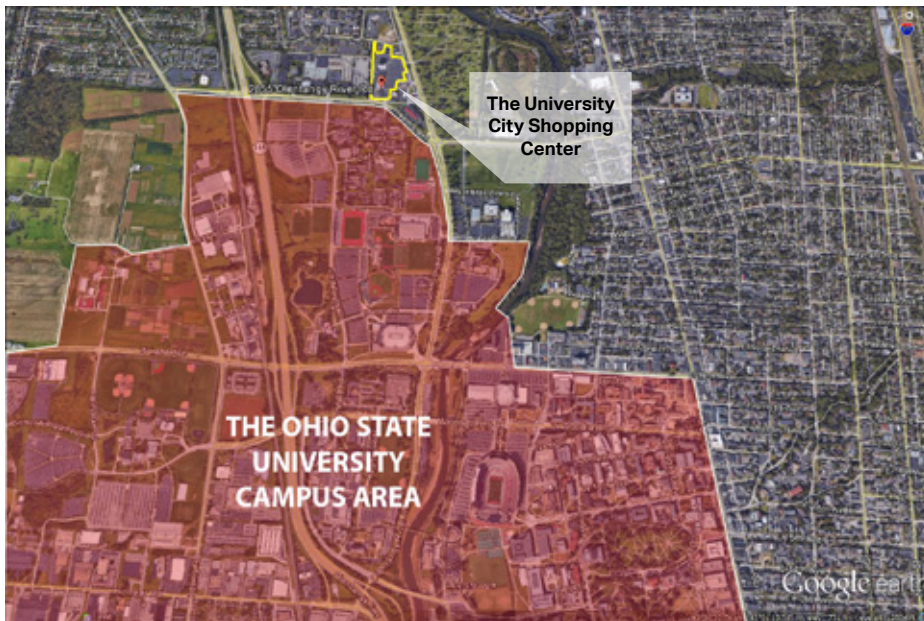 The University
City Shopping
Center
THE OHIO STATE
UNIVERSITY
CAMPUS AREA
Google earth